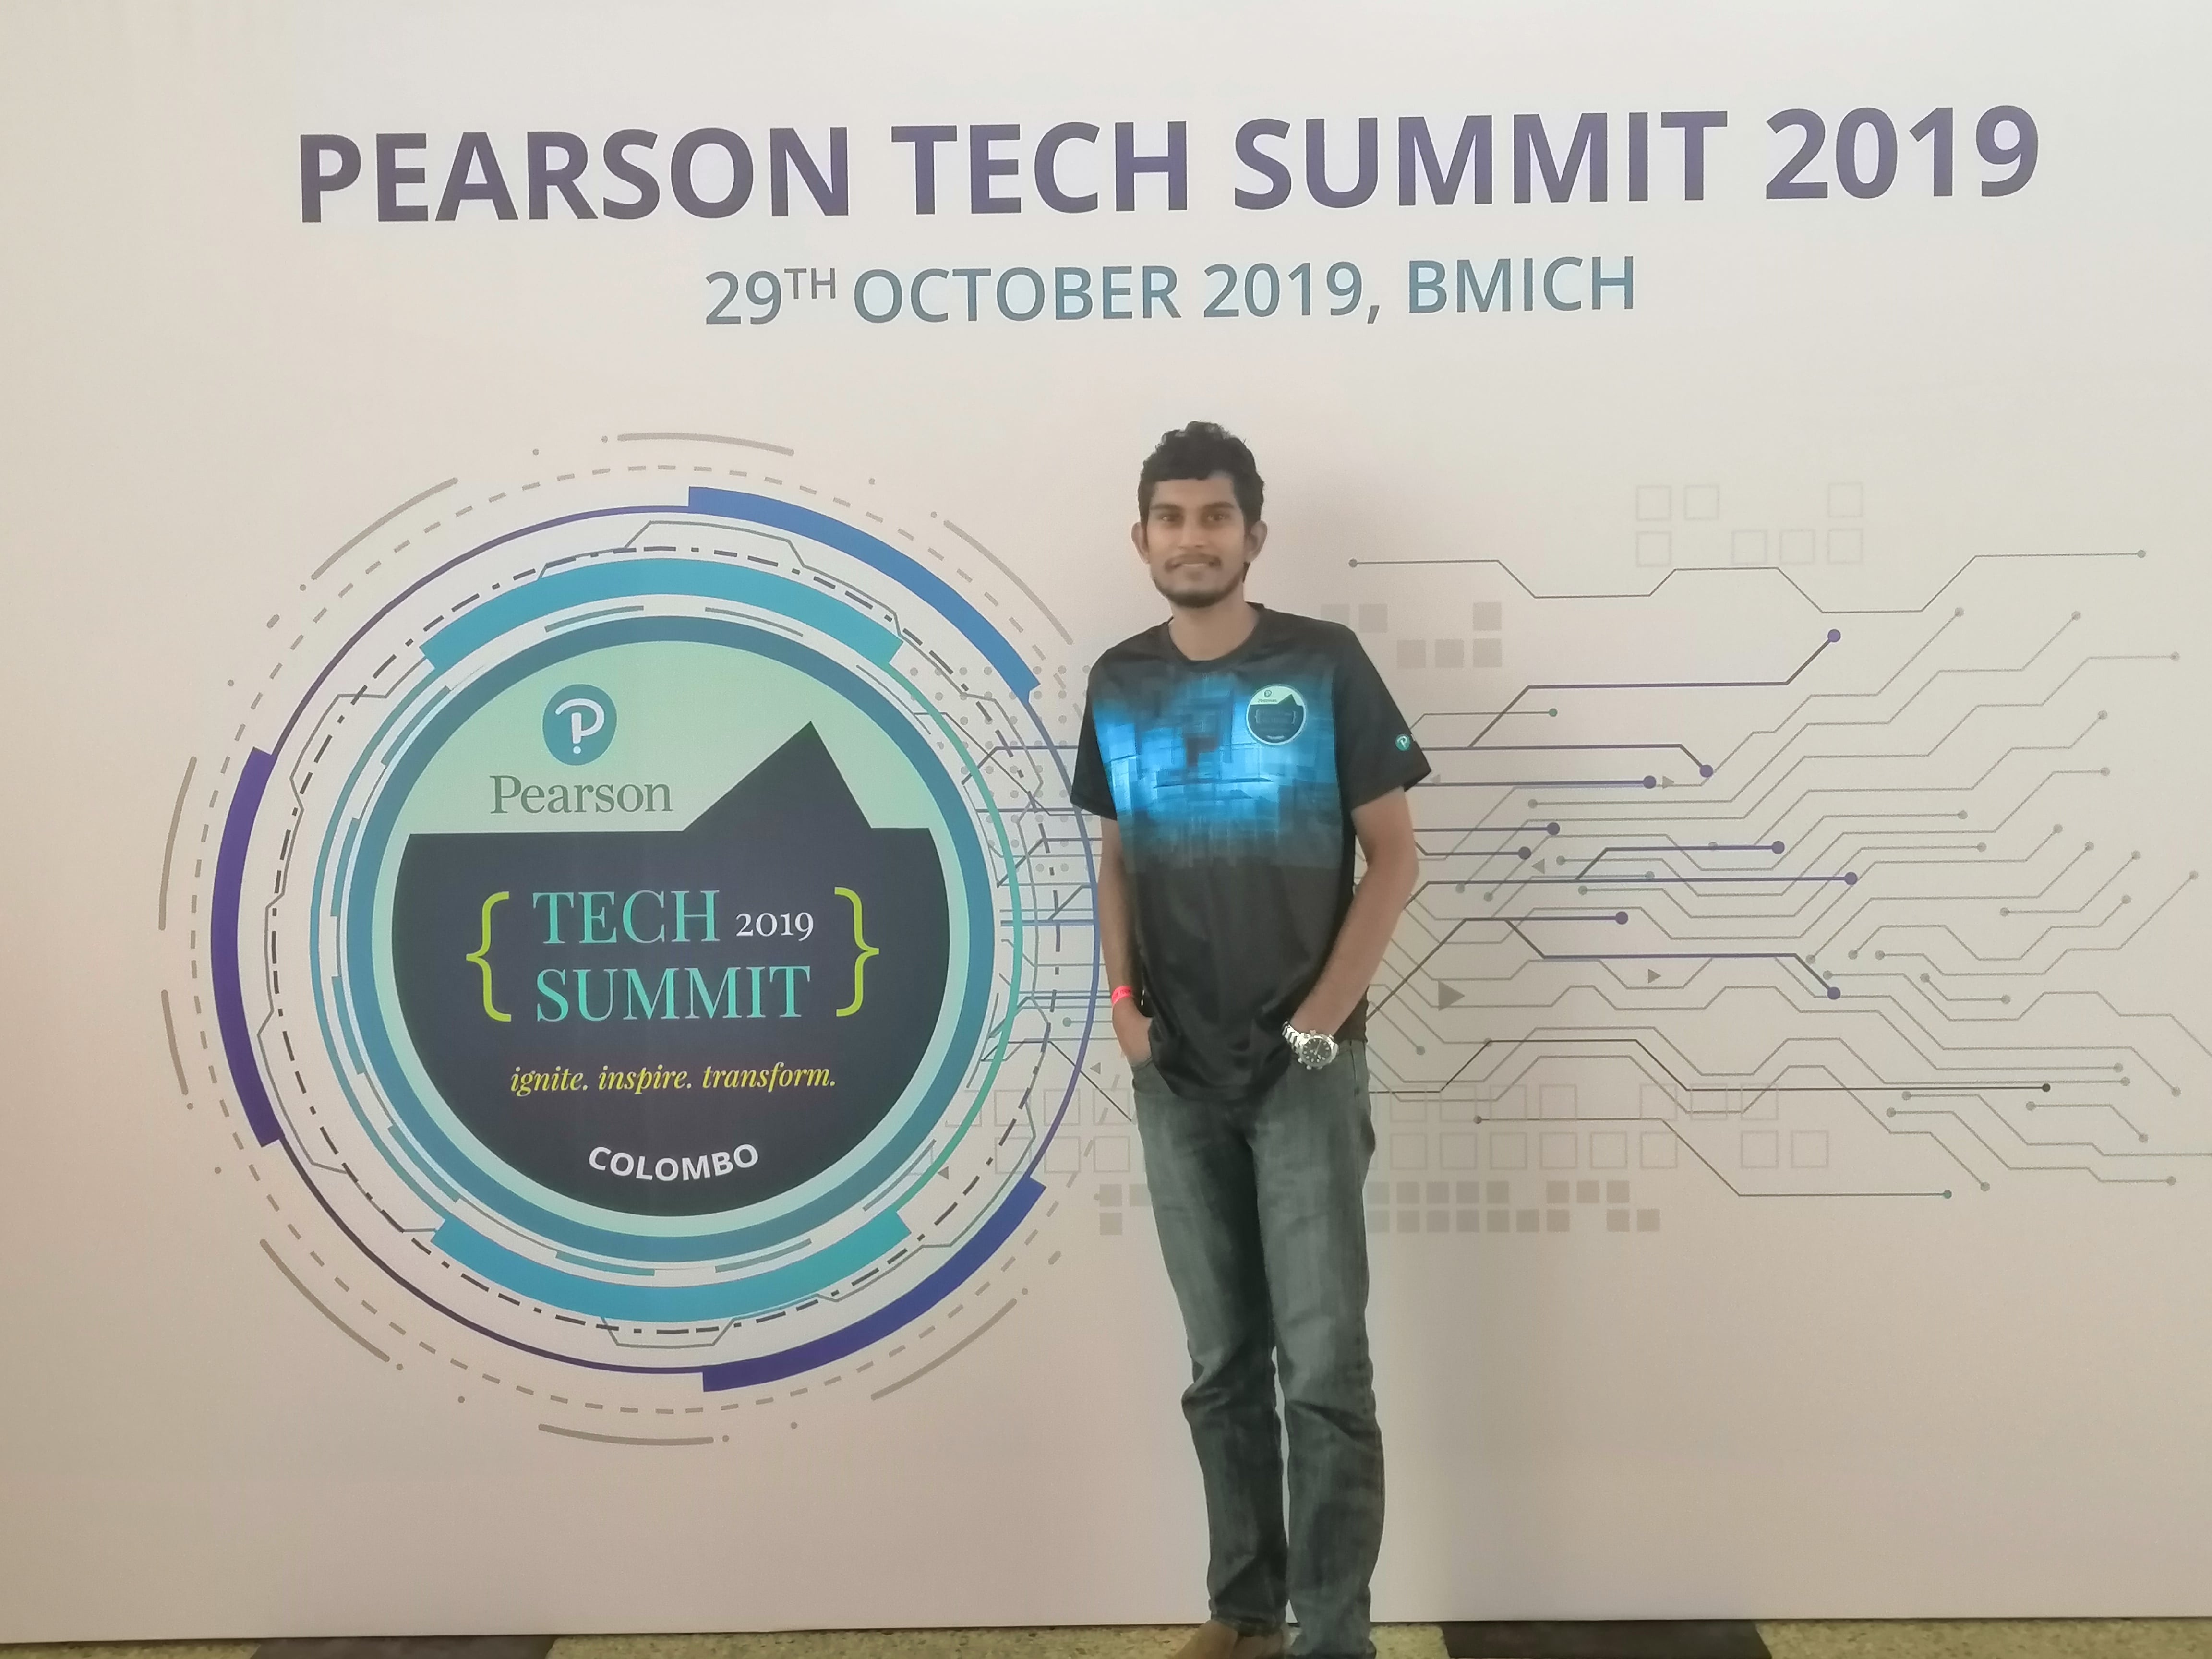 PEARSON TECH SUMMIT 2019
29TH OCTOBER 2019, BMICH
Pearson
TECH 2019
SUMMIT
ignite. inspire. transform.
COLOMBO